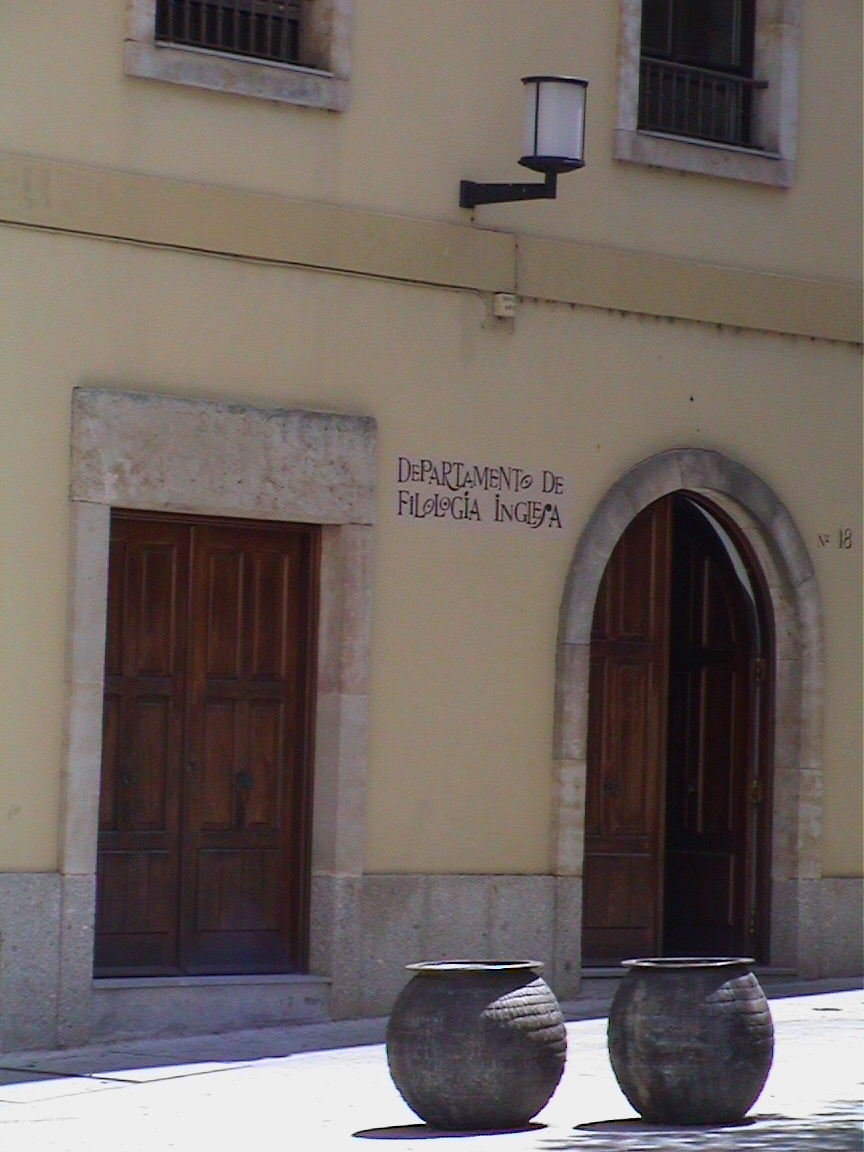 DEPARTAMENTO DE
FILOLOGÍA INGLESA
Nº 18